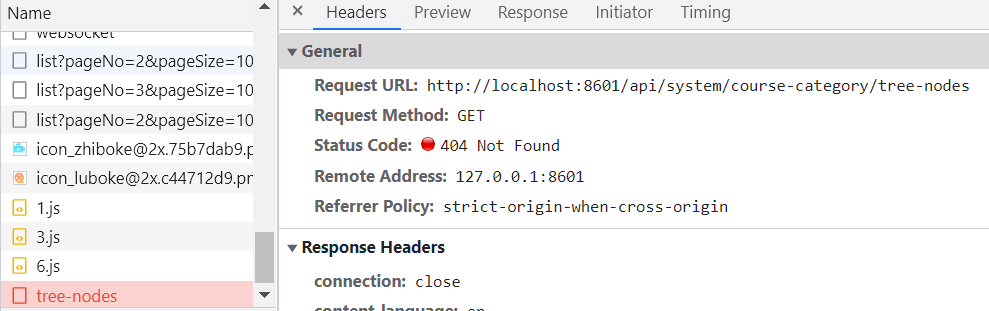 Name
websocket
list?pageNo=2&pageSize=10
list?pageNo=3&pageSize=10
list?pageNo=2&pageSize=10
icon_zhiboke@2x.75b7dab9.p
icon_luboke@2x.c44712d9.pr
1.js
3.js
6.js
tree-nodes
× Headers Preview Response Initiator Timing
▼ General
Request URL: http://localhost:8601/api/system/course-category/tree-nodes
Request Method: GET
Status Code: 404 Not Found
Remote Address: 127.0.0.1:8601
Referrer Policy: strict-origin-when-cross-origin
▼ Response Headers
connection: close
content-language: en